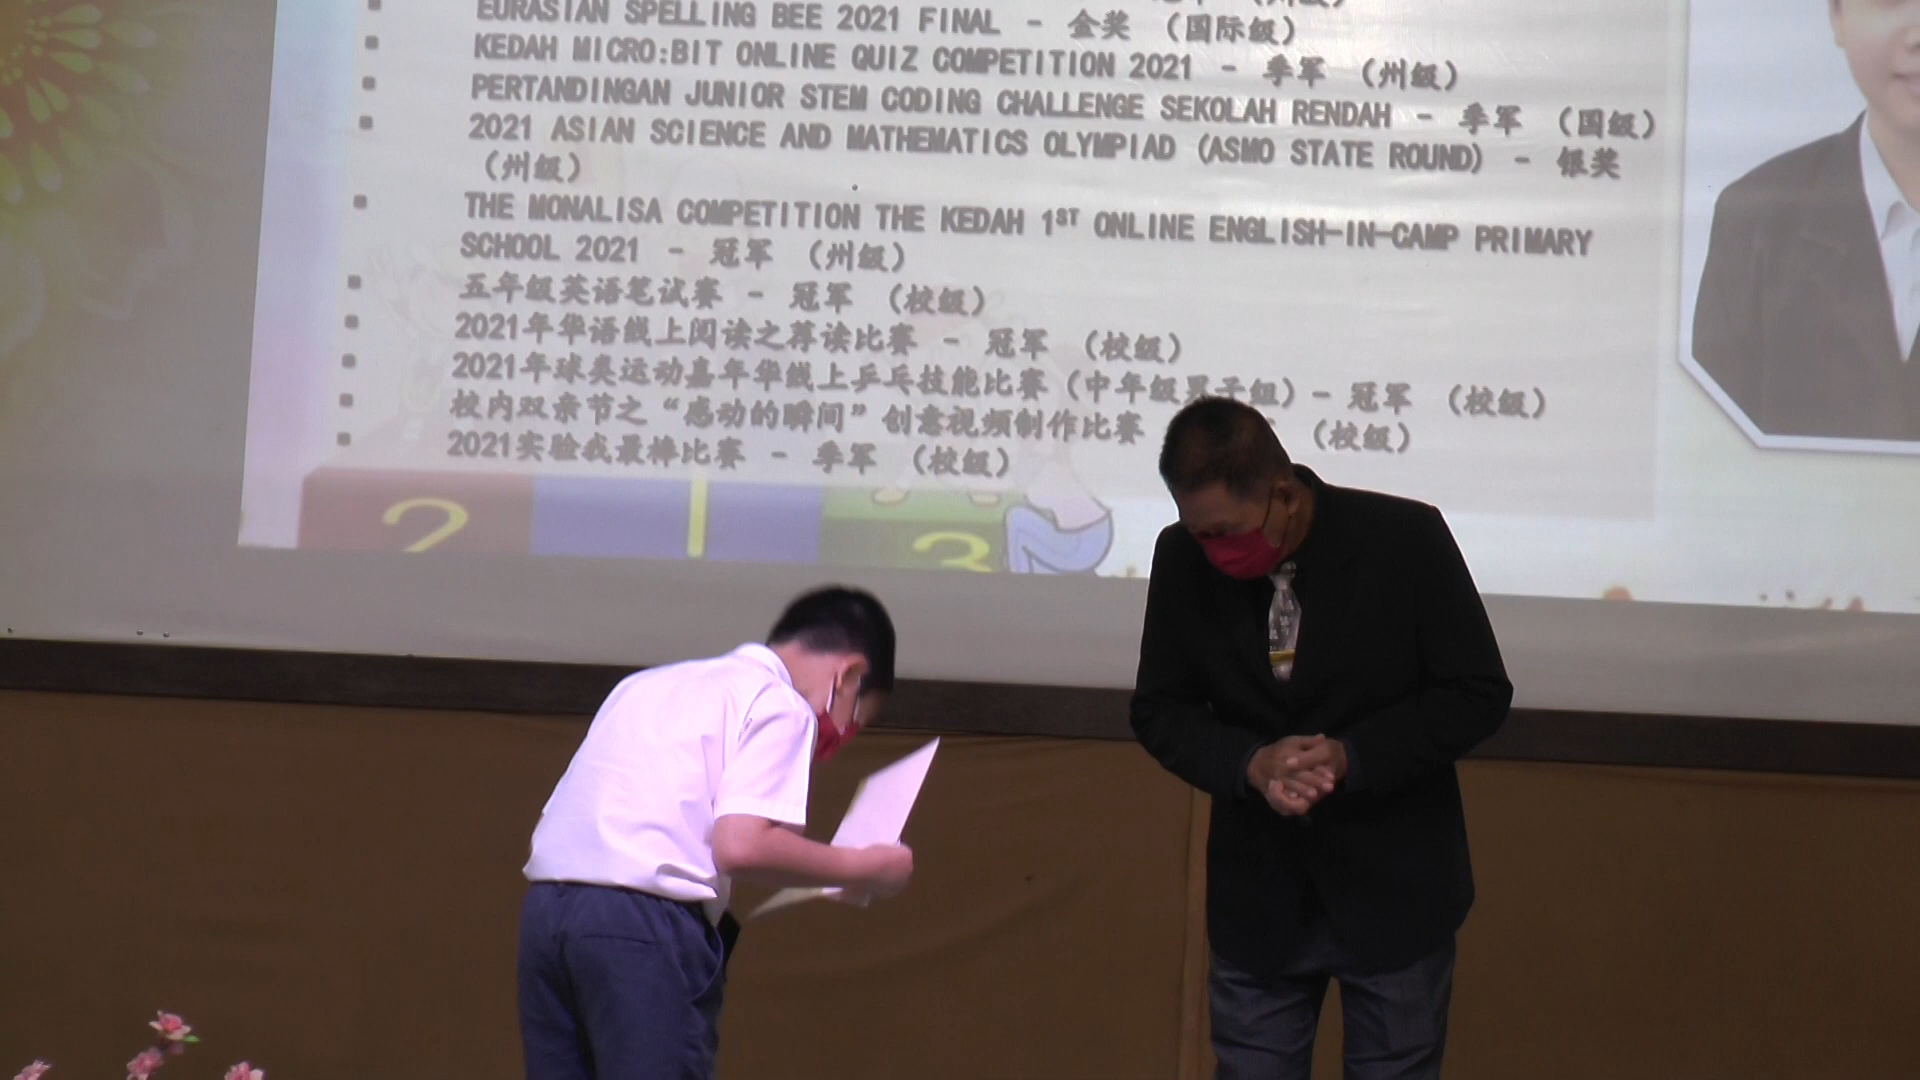 EURASIAN SPELLING BEE 2021 FINAL - 金奖 （国际级）
KEDAH MICRO:BIT ONLINE QUIZ COMPETITION 2021 - 季军 （州级）
PERTANDINGAN JUNIOR STEM CODING CHALLENGE SEKOLAH RENDAH - 季军 （国级）
2021 ASIAN SCIENCE AND MATHEMATICS OLYMPIAD (ASMO STATE ROUND) - 银奖
（州级）
THE MONALISA COMPETITION THE KEDAH 1ST ONLINE ENGLISH-IN-CAMP PRIMARY
SCHOOL 2021 - 冠军 （州级）
五年级英语笔试赛 - 冠军 （校级）
2021年华语线上阅读之荐读比赛 - 冠军 （校级）
2021年球类运动嘉年华线上乒乓技能比赛（中年级男子组）- 冠军 （校级）
校内双亲节之“感动的瞬间”创意视频制作比赛 （校级）
2021实验我最棒比赛 - 季军 （校级）
2 1 3